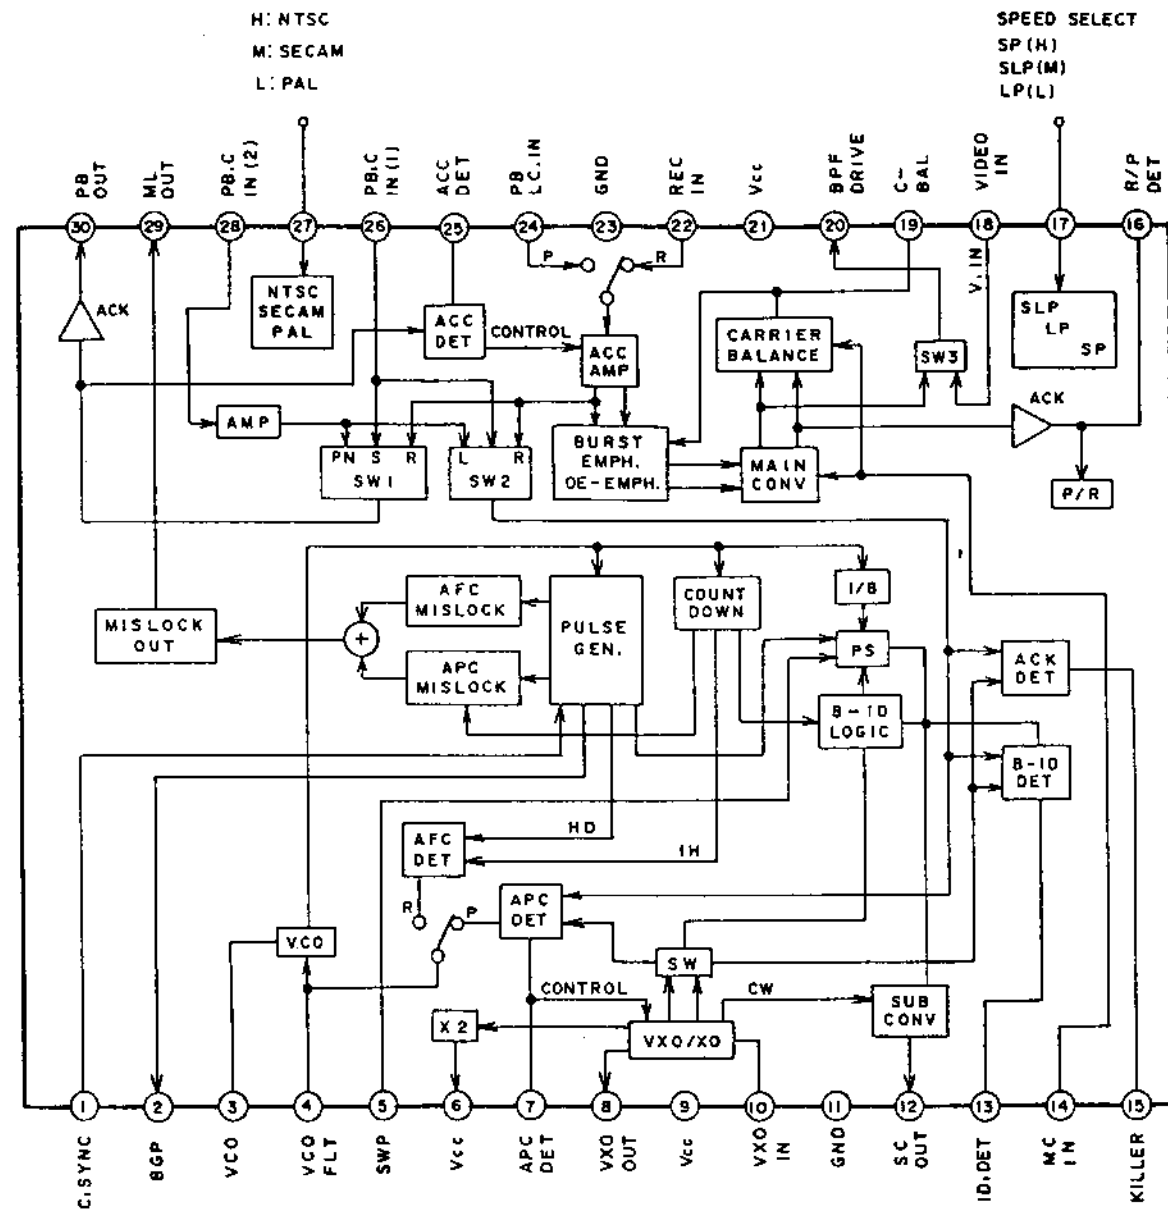 H: NTSC
M: SECAM
L: PAL
SPEED SELECT
SP(H)
SLP(M)
LP(L)
PB
OUT
ML
OUT
PB.C
IN(2)
PB.C
IN(1)
ACC
DET
PB
LC.IN
GND
REC
IN
Vcc
BPF
DRIVE
C-
BAL
VIDEO
IN
R/P
DET
30
29
28
27
26
25
24
23
22
21
20
19
18
17
16
P
R
V. IN
ACK
NTSC
SECAM
PAL
ACC
DET
CONTROL
ACC
AMP
CARRIER
BALANCE
SW3
SLP
LP
SP
ACK
AMP
PN S R
SW1
L R
SW2
BURST
EMPH.
OE-EMPH.
MAIN
CONV
P/R
MISLOCK
OUT
+
AFC
MISLOCK
APC
MISLOCK
PULSE
GEN.
COUNT
DOWN
I/B
PS
B-ID
LOGIC
ACK
DET
B-ID
DET
AFC
DET
HD
1H
R
P
APC
DET
VCO
SW
CONTROL
CW
X2
VXO/XO
SUB
CONV
1
2
3
4
5
6
7
8
9
10
11
12
13
14
15
C.SYNC
BGP
VCO
VCO
FLT
SWP
Vcc
APC
DET
VXO
OUT
Vcc
VXO
IN
GND
SC
OUT
ID.DET
MC
IN
KILLER